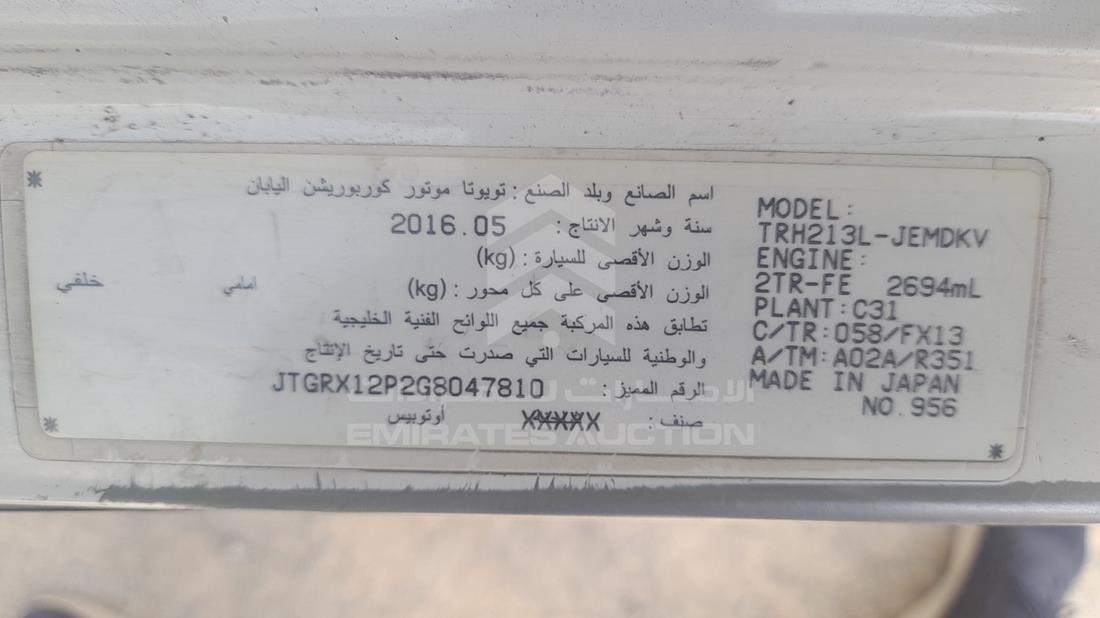 اسم الصانع وبلد الصنع : تويوتا موتور كوربوريشن اليابان
سنة وشهر الانتاج : 2016.05
الوزن الأقصى للسيارة : (kg)
الوزن الأقصى على كل محور : (kg) امامي خلفي
تطابق هذه المركبة جميع اللوائح الفنية الخليجية
والوطنية للسيارات التي صدرت حتى تاريخ الإنتاج
الرقم المميز : JTGRX12P2G8047810
صنف : XXXXX أوتوبيس
MODEL:
TRH213L-JEMDKV
ENGINE:
2TR-FE 2694mL
PLANT:C31
C/TR:058/FX13
A/TM:A02A/R351
MADE IN JAPAN
NO.956
الإمارات للمزادات
EMIRATES AUCTION